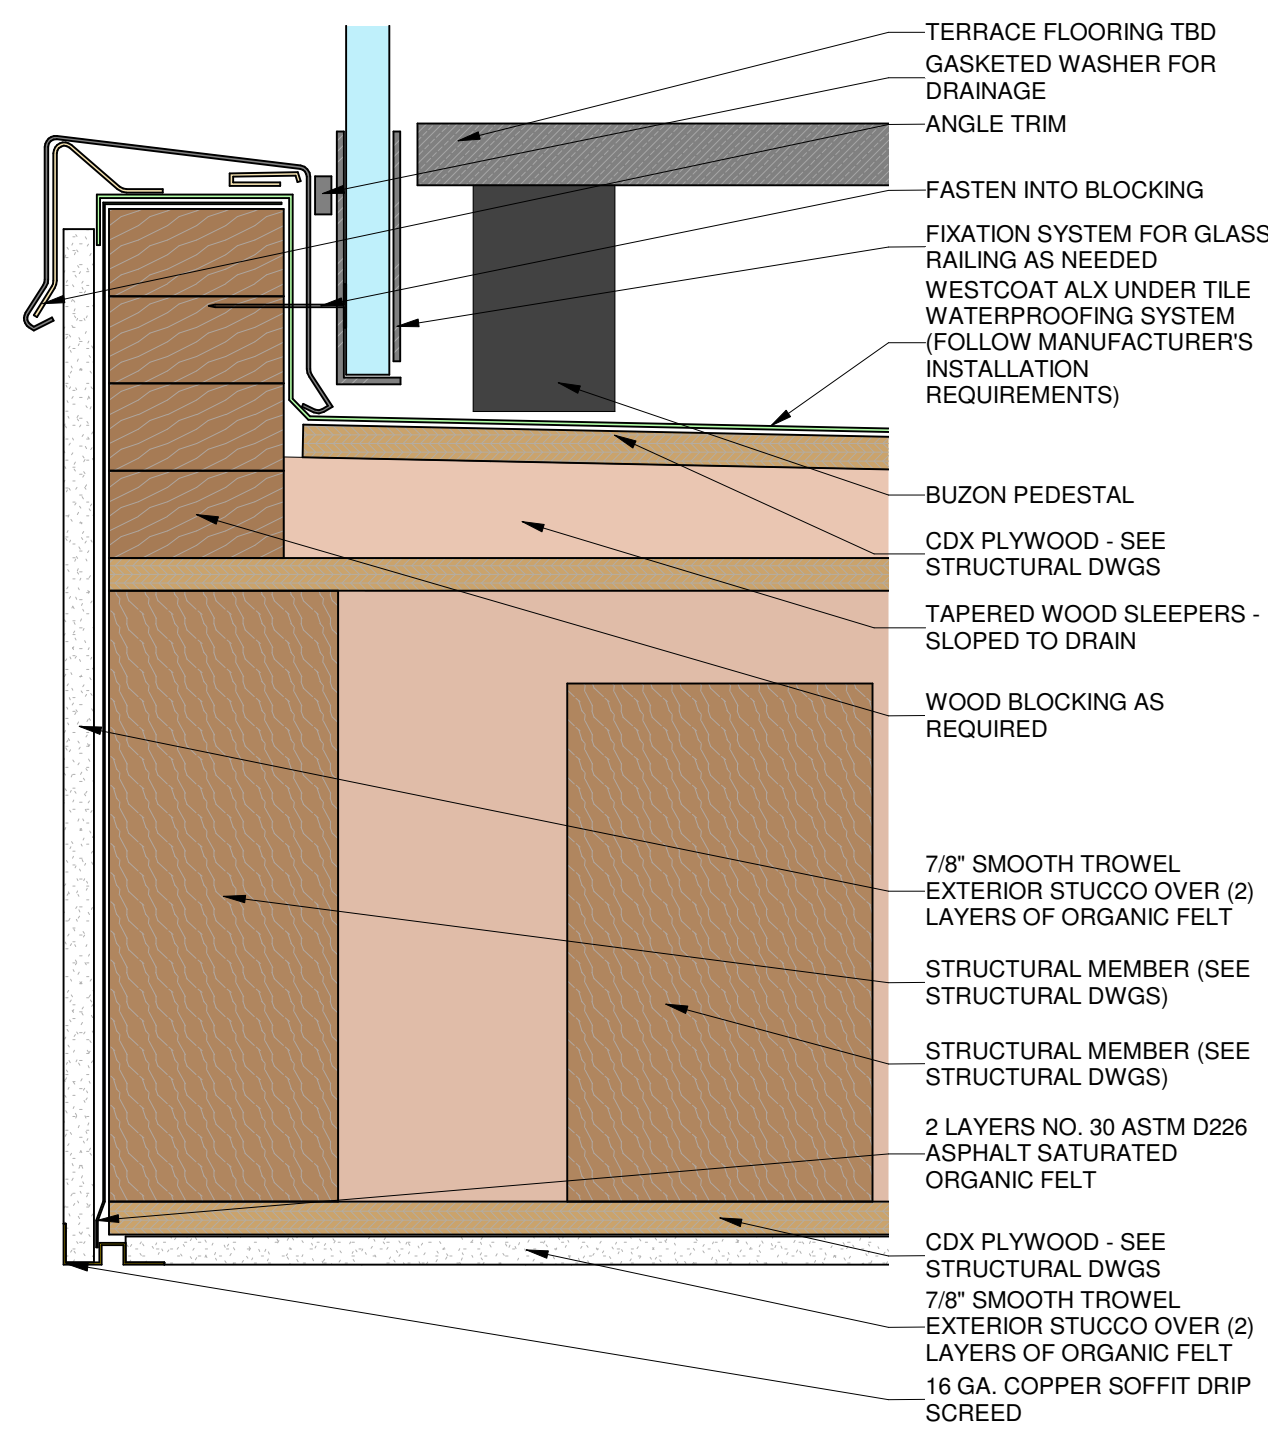 TERRACE FLOORING TBD
GASKETED WASHER FOR
DRAINAGE
ANGLE TRIM
FASTEN INTO BLOCKING
FIXATION SYSTEM FOR GLASS
RAILING AS NEEDED
WESTCOAT ALX UNDER TILE
WATERPROOFING SYSTEM
(FOLLOW MANUFACTURER'S
INSTALLATION
REQUIREMENTS)
BUZON PEDESTAL
CDX PLYWOOD - SEE
STRUCTURAL DWGS
TAPERED WOOD SLEEPERS -
SLOPED TO DRAIN
WOOD BLOCKING AS
REQUIRED
7/8" SMOOTH TROWEL
EXTERIOR STUCCO OVER (2)
LAYERS OF ORGANIC FELT
STRUCTURAL MEMBER (SEE
STRUCTURAL DWGS)
STRUCTURAL MEMBER (SEE
STRUCTURAL DWGS)
2 LAYERS NO. 30 ASTM D226
ASPHALT SATURATED
ORGANIC FELT
CDX PLYWOOD - SEE
STRUCTURAL DWGS
7/8" SMOOTH TROWEL
EXTERIOR STUCCO OVER (2)
LAYERS OF ORGANIC FELT
16 GA. COPPER SOFFIT DRIP
SCREED